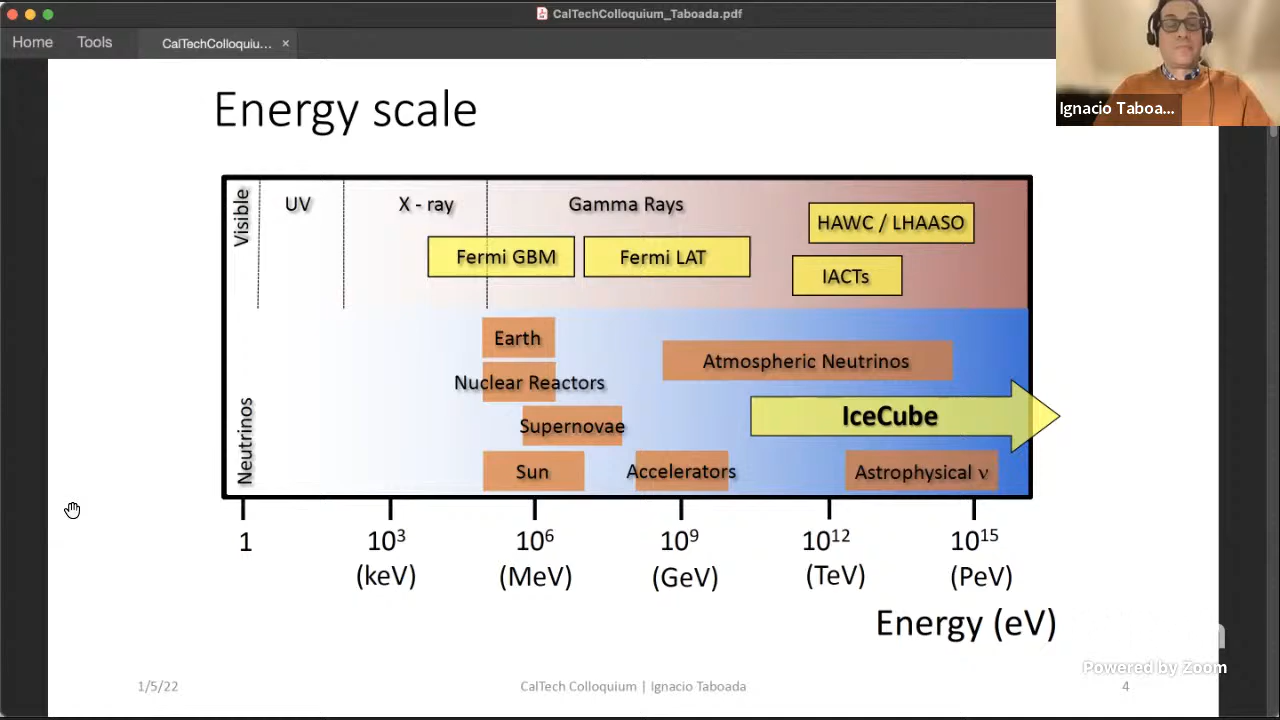 CalTechColloquium_Taboada.pdf
Home
Tools
CalTechColloquiu...
×
Ignacio Taboa...
Energy scale
Visible
UV
X - ray
Gamma Rays
HAWC / LHAASO
Fermi GBM
Fermi LAT
IACTs
Neutrinos
Earth
Atmospheric Neutrinos
Nuclear Reactors
IceCube
Supernovae
Sun
Accelerators
Astrophysical ν
1
10³
10⁶
10⁹
10¹²
10¹⁵
(keV)
(MeV)
(GeV)
(TeV)
(PeV)
Energy (eV)
Powered by Zoom
1/5/22
CalTech Colloquium | Ignacio Taboada
4